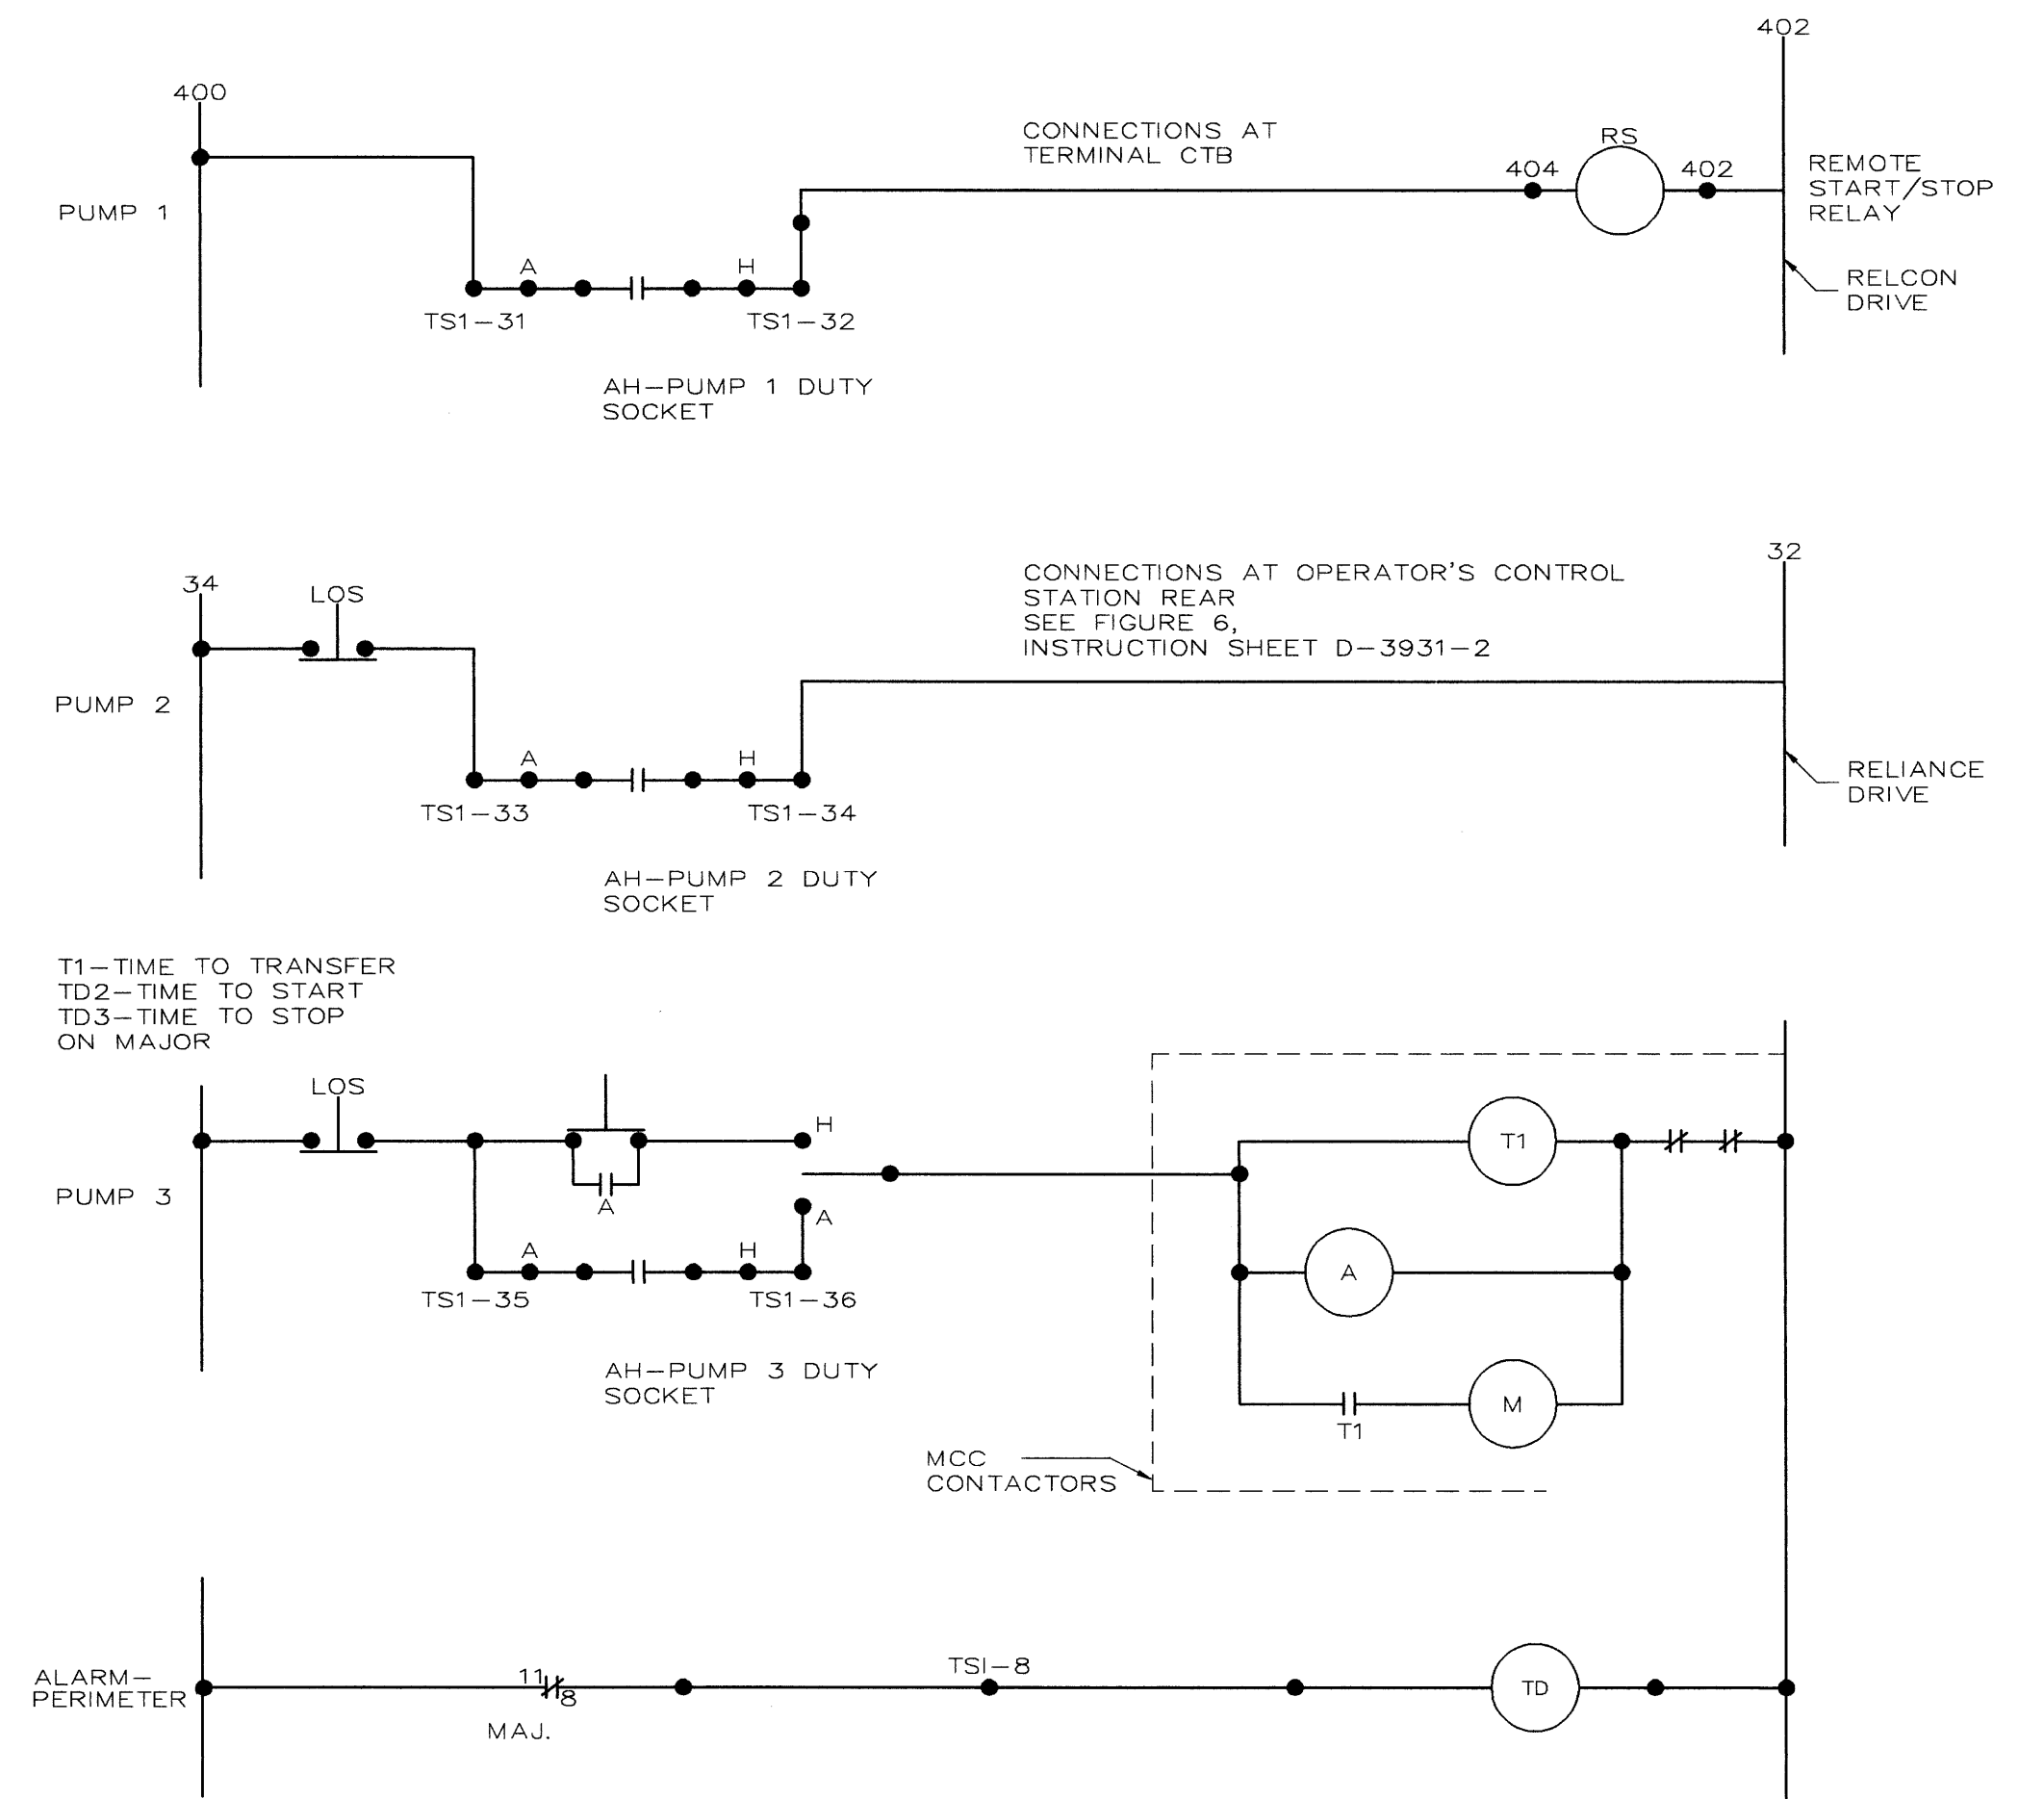 402
400
CONNECTIONS AT
TERMINAL CTB
RS
404
402
REMOTE
START/STOP
RELAY
PUMP 1
A
H
RELCON
DRIVE
TS1-31
TS1-32
AH-PUMP 1 DUTY
SOCKET
32
34
LOS
CONNECTIONS AT OPERATOR'S CONTROL
STATION REAR
SEE FIGURE 6,
INSTRUCTION SHEET D-3931-2
PUMP 2
A
H
RELIANCE
DRIVE
TS1-33
TS1-34
AH-PUMP 2 DUTY
SOCKET
T1-TIME TO TRANSFER
TD2-TIME TO START
TD3-TIME TO STOP
ON MAJOR
LOS
H
T1
PUMP 3
A
A
A
H
A
TS1-35
TS1-36
AH-PUMP 3 DUTY
SOCKET
M
T1
MCC
CONTACTORS
ALARM-
PERIMETER
11
8
MAJ.
TSI-8
TD